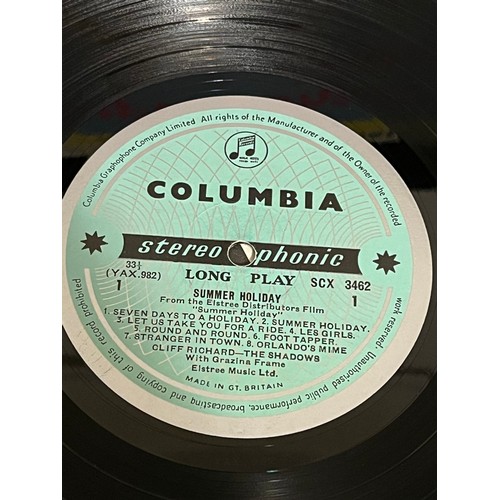 Columbia Graphophone Company Limited All rights of the Manufacturer and of the Owner of the recorded work reserved. Unauthorised public performance, broadcasting and copying of this record prohibited
COLUMBIA
stereophonic
33⅓ LONG PLAY SCX 3462
(YAX.982)
1 1
SUMMER HOLIDAY
From the Elstree Distributors Film
"Summer Holiday"
1. SEVEN DAYS TO A HOLIDAY. 2. SUMMER HOLIDAY.
3. LET US TAKE YOU FOR A RIDE. 4. LES GIRLS.
5. ROUND AND ROUND. 6. FOOT TAPPER.
7. STRANGER IN TOWN. 8. ORLANDO'S MIME
CLIFF RICHARD—THE SHADOWS
With Grazina Frame
Elstree Music Ltd.
MADE IN GT. BRITAIN